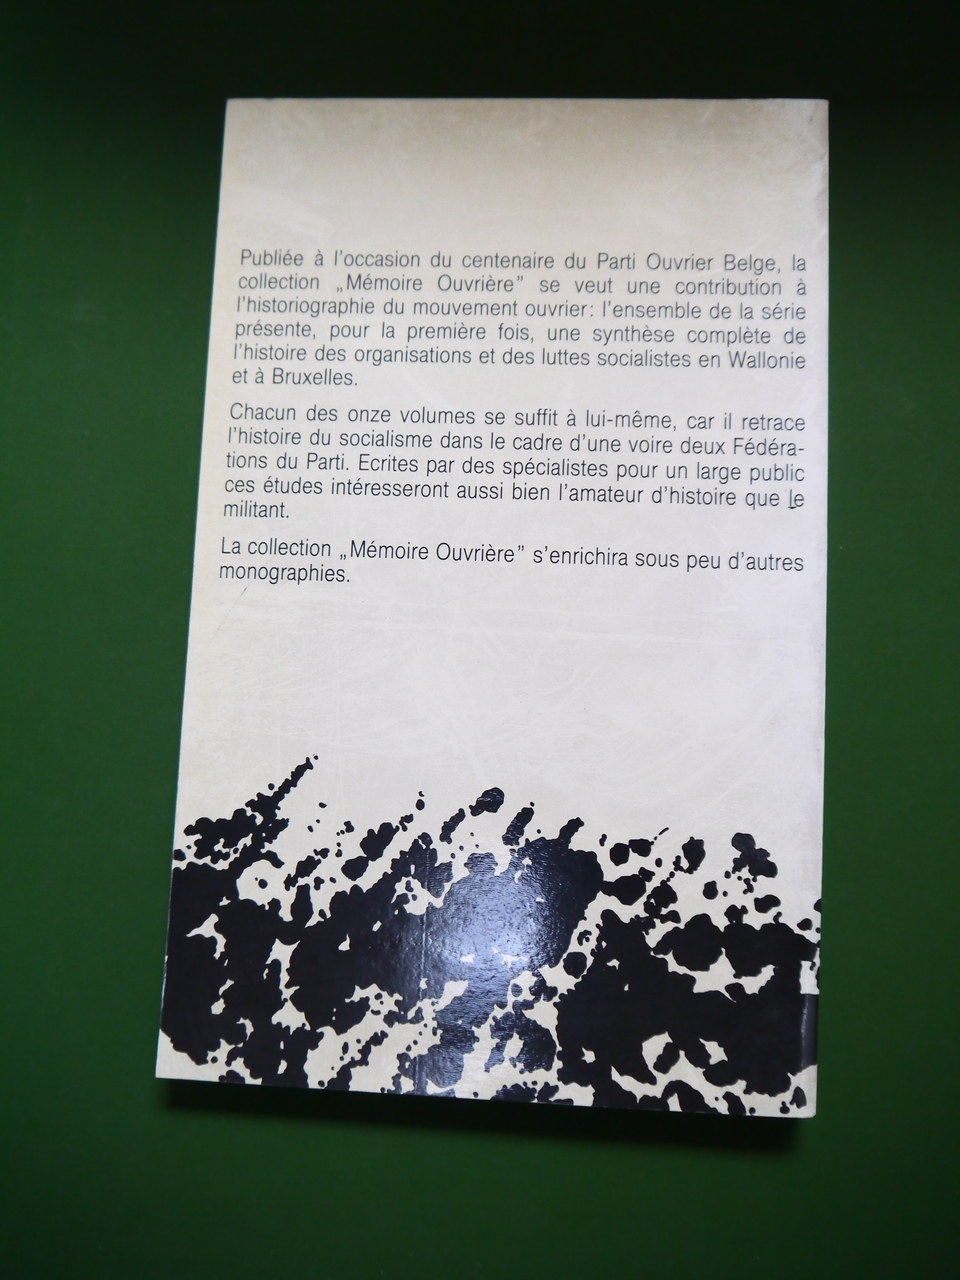 Publiée à l'occasion du centenaire du Parti Ouvrier Belge, la
collection „Mémoire Ouvrière” se veut une contribution à
l'historiographie du mouvement ouvrier: l'ensemble de la série
présente, pour la première fois, une synthèse complète de
l'histoire des organisations et des luttes socialistes en Wallonie
et à Bruxelles.
Chacun des onze volumes se suffit à lui-même, car il retrace
l'histoire du socialisme dans le cadre d'une voire deux Fédéra-
tions du Parti. Ecrites par des spécialistes pour un large public
ces études intéresseront aussi bien l'amateur d'histoire que le
militant.
La collection „Mémoire Ouvrière” s'enrichira sous peu d'autres
monographies.